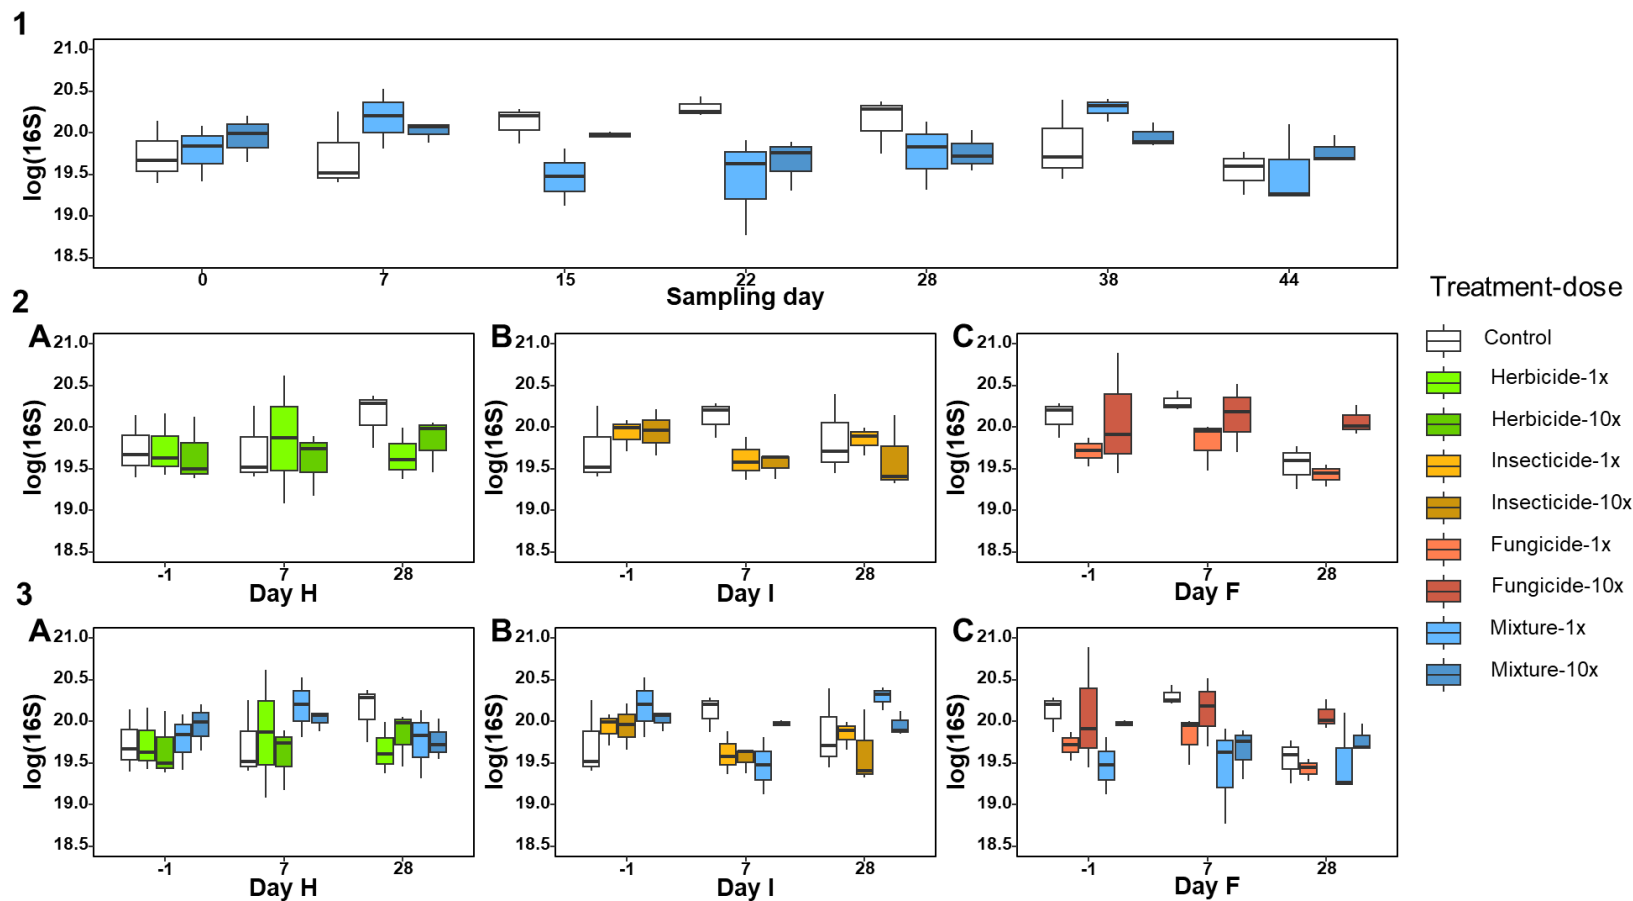 1
21.0
20.5
20.0
19.5
19.0
18.5
log(16S)
0 7 15 22 28 38 44
Sampling day
2
A
21.0
20.5
20.0
19.5
19.0
18.5
log(16S)
-1 7 28
Day H
B
21.0
20.5
20.0
19.5
19.0
18.5
log(16S)
-1 7 28
Day I
C
21.0
20.5
20.0
19.5
19.0
18.5
log(16S)
-1 7 28
Day F
3
A
21.0
20.5
20.0
19.5
19.0
18.5
log(16S)
-1 7 28
Day H
B
21.0
20.5
20.0
19.5
19.0
18.5
log(16S)
-1 7 28
Day I
C
21.0
20.5
20.0
19.5
19.0
18.5
log(16S)
-1 7 28
Day F
Treatment-dose
Control
Herbicide-1x
Herbicide-10x
Insecticide-1x
Insecticide-10x
Fungicide-1x
Fungicide-10x
Mixture-1x
Mixture-10x